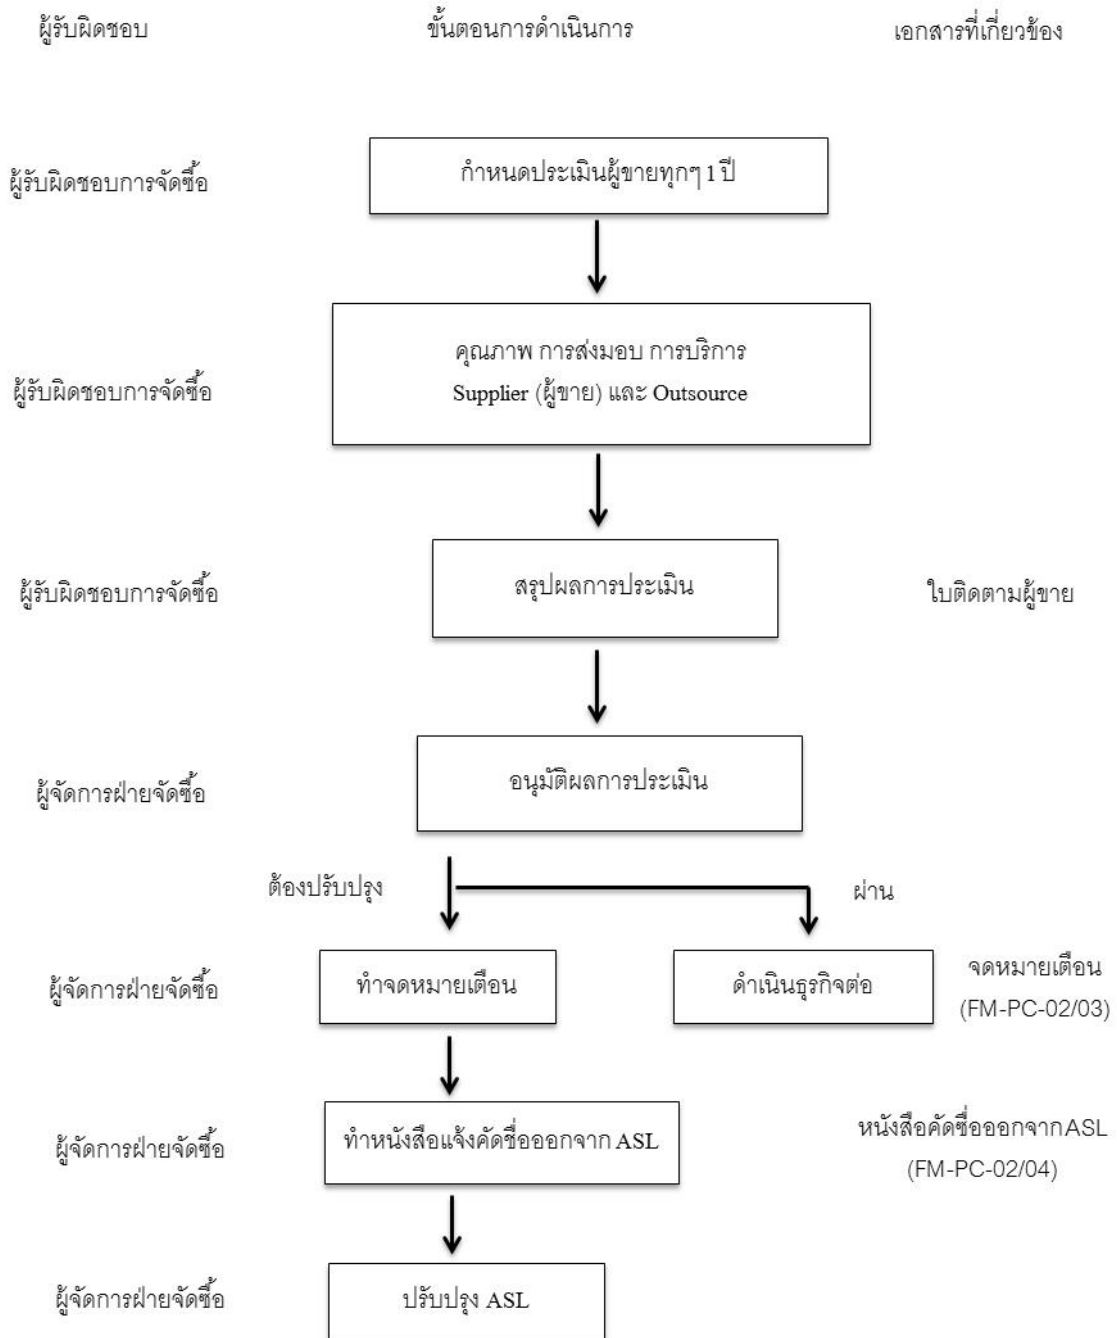 ผู้รับผิดชอบ ขั้นตอนการดำเนินการ เอกสารที่เกี่ยวข้อง
ผู้รับผิดชอบการจัดซื้อ กำหนดประเมินผู้ขายทุกๆ 1 ปี
คุณภาพ การส่งมอบ การบริการ
ผู้รับผิดชอบการจัดซื้อ Supplier (ผู้ขาย) และ Outsource
ผู้รับผิดชอบการจัดซื้อ สรุปผลการประเมิน ใบติดตามผู้ขาย
ผู้จัดการฝ่ายจัดซื้อ อนุมัติผลการประเมิน
ต้องปรับปรุง ผ่าน
ผู้จัดการฝ่ายจัดซื้อ ทำจดหมายเตือน ดำเนินธุรกิจต่อ จดหมายเตือน
(FM-PC-02/03)
ผู้จัดการฝ่ายจัดซื้อ ทำหนังสือแจ้งคัดชื่อออกจาก ASL หนังสือคัดชื่อออกจากASL
(FM-PC-02/04)
ผู้จัดการฝ่ายจัดซื้อ ปรับปรุง ASL